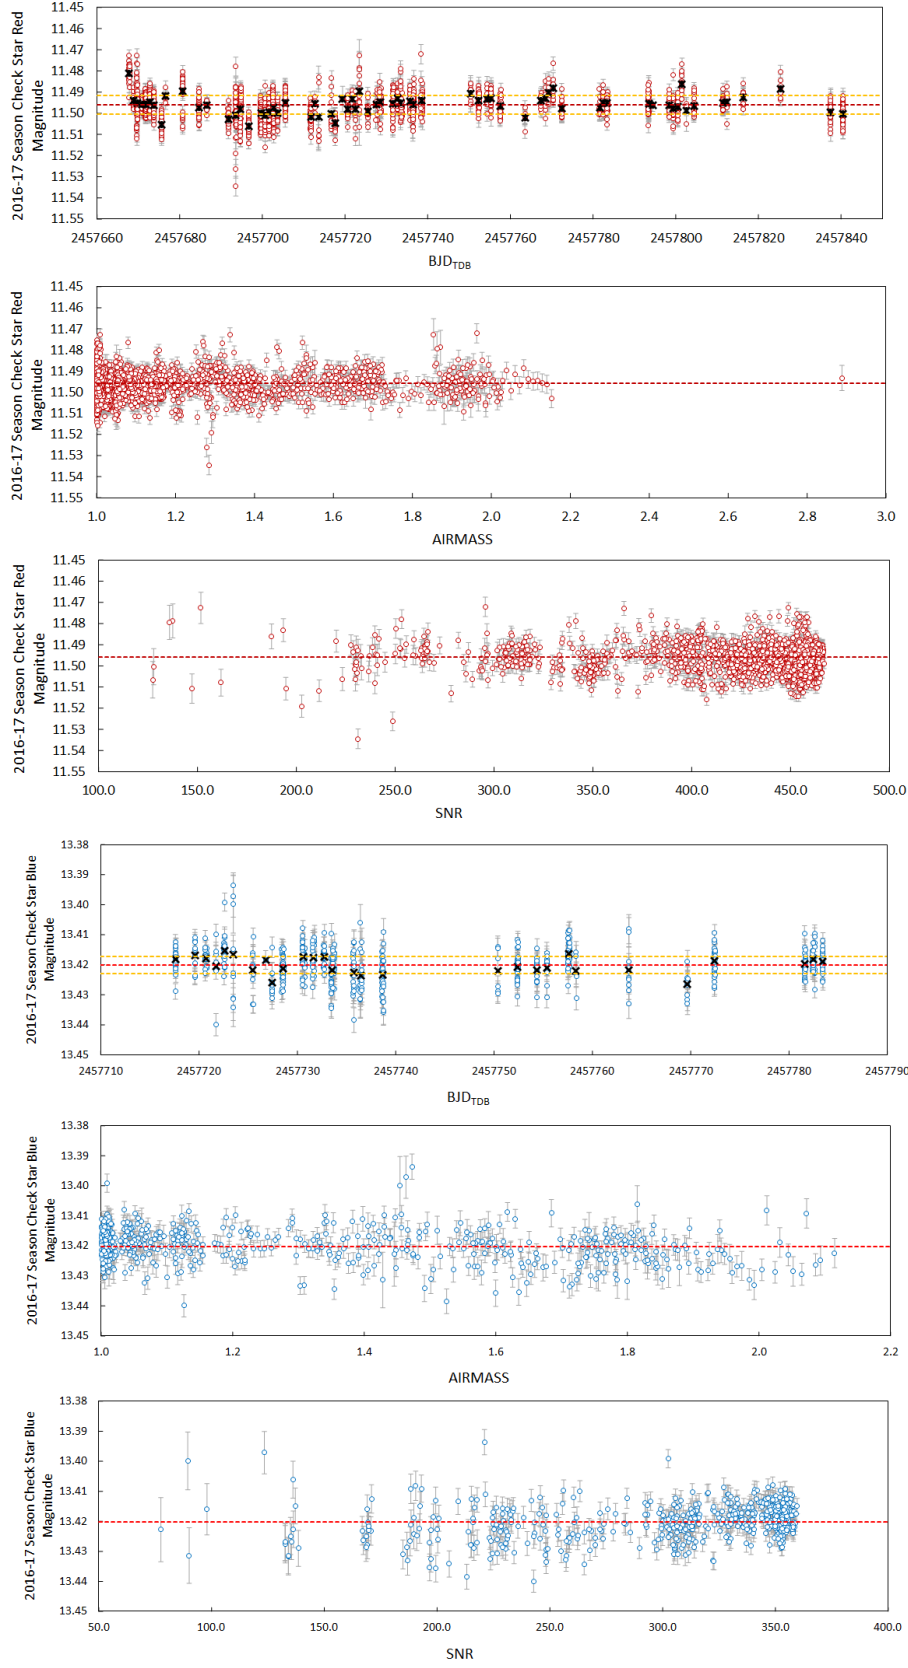 2016-17 Season Check Star Red
Magnitude
11.45
11.46
11.47
11.48
11.49
11.50
11.51
11.52
11.53
11.54
11.55
2457660 2457680 2457700 2457720 2457740 2457760 2457780 2457800 2457820 2457840
BJD_TDB
2016-17 Season Check Star Red
Magnitude
11.45
11.46
11.47
11.48
11.49
11.50
11.51
11.52
11.53
11.54
11.55
1.0 1.2 1.4 1.6 1.8 2.0 2.2 2.4 2.6 2.8 3.0
AIRMASS
2016-17 Season Check Star Red
Magnitude
11.45
11.46
11.47
11.48
11.49
11.50
11.51
11.52
11.53
11.54
11.55
100.0 150.0 200.0 250.0 300.0 350.0 400.0 450.0 500.0
SNR
2016-17 Season Check Star Blue
Magnitude
13.38
13.39
13.40
13.41
13.42
13.43
13.44
13.45
2457710 2457720 2457730 2457740 2457750 2457760 2457770 2457780 2457790
BJD_TDB
2016-17 Season Check Star Blue
Magnitude
13.38
13.39
13.40
13.41
13.42
13.43
13.44
13.45
1.0 1.2 1.4 1.6 1.8 2.0 2.2
AIRMASS
2016-17 Season Check Star Blue
Magnitude
13.38
13.39
13.40
13.41
13.42
13.43
13.44
13.45
50.0 100.0 150.0 200.0 250.0 300.0 350.0 400.0
SNR